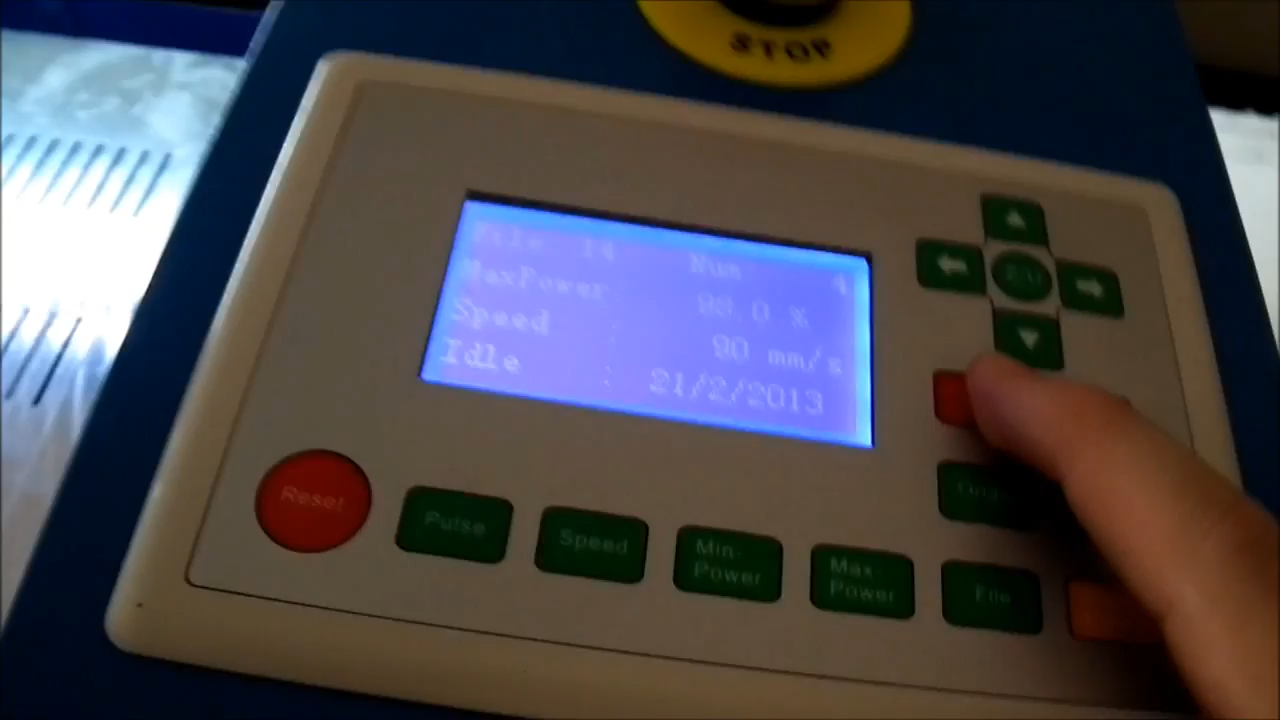 STOP
File 14 Num 4
MaxPower 98.0 %
Speed : 90 mm/s
Idle : 21/2/2013
Reset
Pulse
Speed
Min-
Power
Max
Power
File